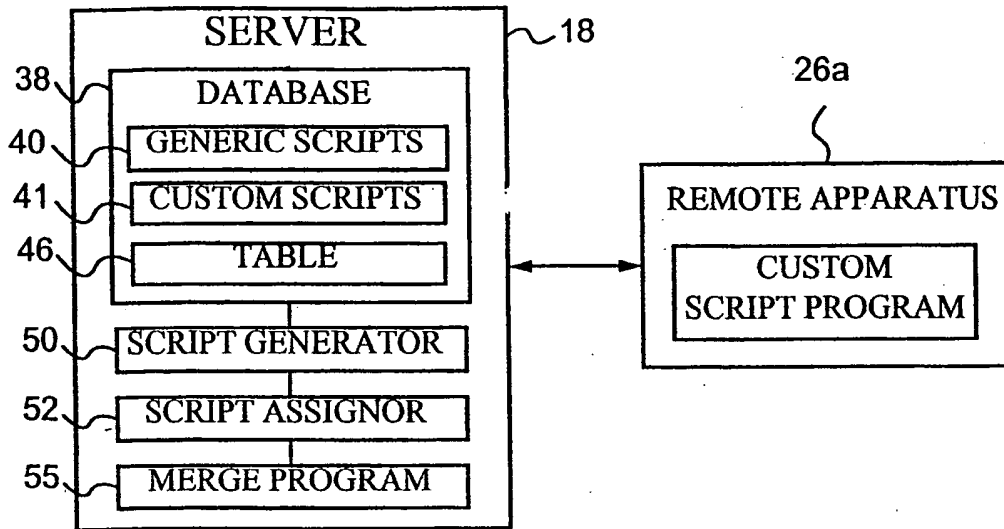 SERVER
18
38
DATABASE
26a
40
GENERIC SCRIPTS
41
CUSTOM SCRIPTS
REMOTE APPARATUS
46
TABLE
CUSTOM
SCRIPT PROGRAM
50
SCRIPT GENERATOR
52
SCRIPT ASSIGNOR
55
MERGE PROGRAM